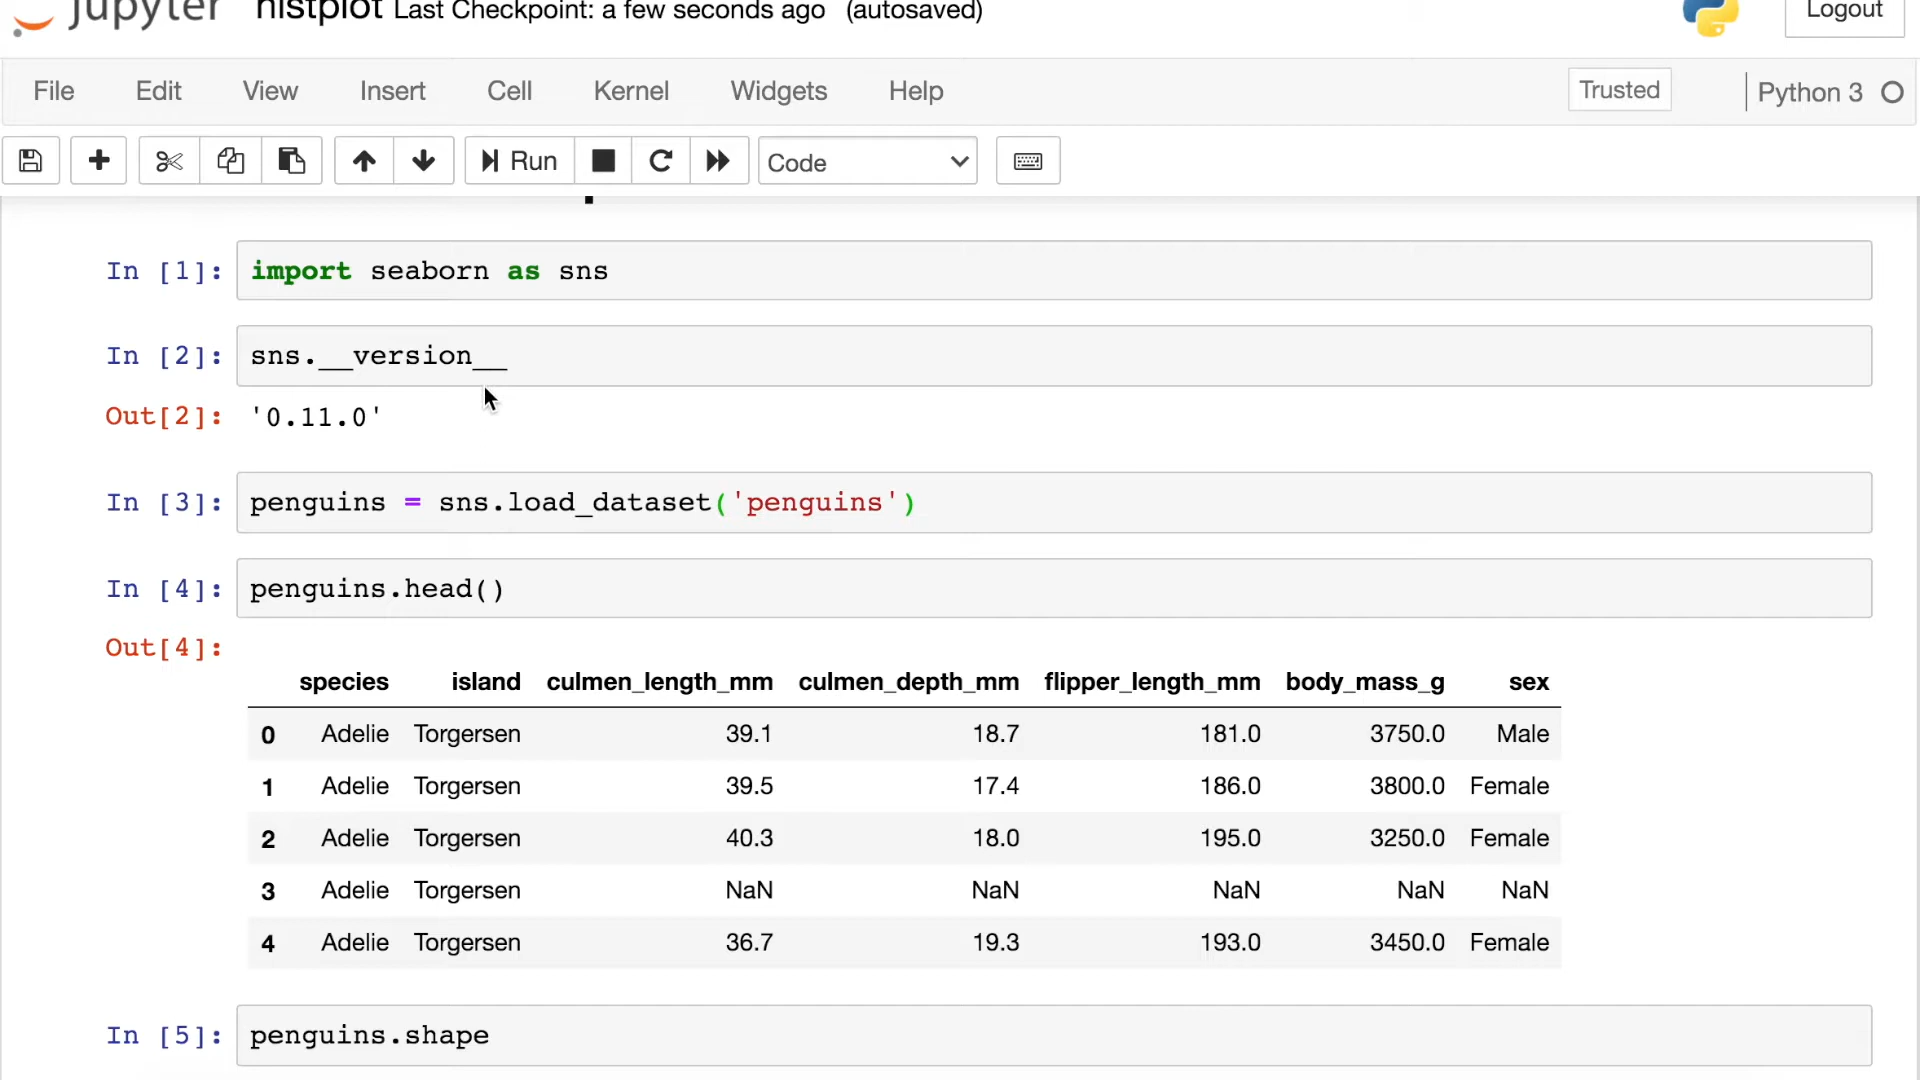 jupyter histplot Last Checkpoint: a few seconds ago (autosaved) Logout
File Edit View Insert Cell Kernel Widgets Help Trusted Python 3
Run Code
In [1]: import seaborn as sns
In [2]: sns.__version__
Out[2]: '0.11.0'
In [3]: penguins = sns.load_dataset('penguins')
In [4]: penguins.head()
Out[4]:
species island culmen_length_mm culmen_depth_mm flipper_length_mm body_mass_g sex
0 Adelie Torgersen 39.1 18.7 181.0 3750.0 Male
1 Adelie Torgersen 39.5 17.4 186.0 3800.0 Female
2 Adelie Torgersen 40.3 18.0 195.0 3250.0 Female
3 Adelie Torgersen NaN NaN NaN NaN NaN
4 Adelie Torgersen 36.7 19.3 193.0 3450.0 Female
In [5]: penguins.shape